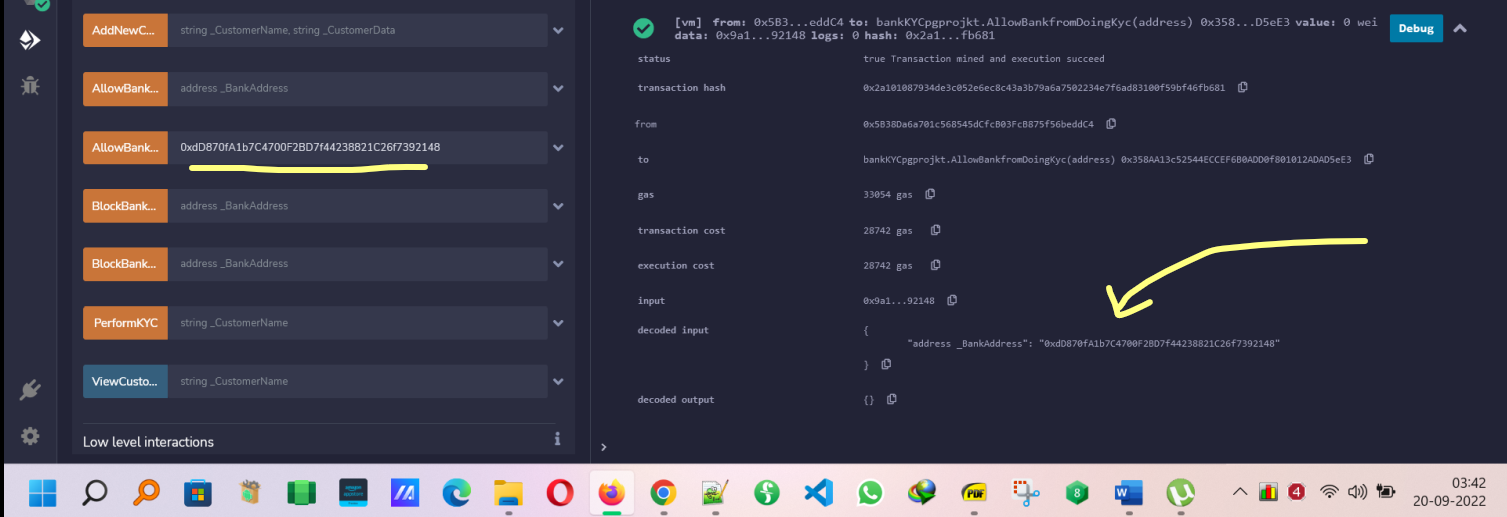 AddNewC... string _CustomerName, string _CustomerData
AllowBank... address _BankAddress
AllowBank... 0xdD870fA1b7C4700F2BD7f44238821C26f7392148
BlockBank... address _BankAddress
BlockBank... address _BankAddress
PerformKYC string _CustomerName
ViewCusto... string _CustomerName
Low level interactions i
[vm] from: 0x5B3...eddC4 to: bankKYCpgprojkt.AllowBankfromDoingKyc(address) 0x358...D5eE3 value: 0 wei
data: 0x9a1...92148 logs: 0 hash: 0x2a1...fb681
Debug
status true Transaction mined and execution succeed
transaction hash 0x2a101087934de3c052e6ec8c43a3b79a6a7502234e7f6ad83100f59bf46fb681
from 0x5B38Da6a701c568545dCfcB03FcB875f56beddC4
to bankKYCpgprojkt.AllowBankfromDoingKyc(address) 0x358AA13c52544ECCEF6B0ADD0f801012ADAD5eE3
gas 33054 gas
transaction cost 28742 gas
execution cost 28742 gas
input 0x9a1...92148
decoded input {
"address _BankAddress": "0xdD870fA1b7C4700F2BD7f44238821C26f7392148"
}
decoded output {}
>
PDF 8 W 4
03:42
20-09-2022